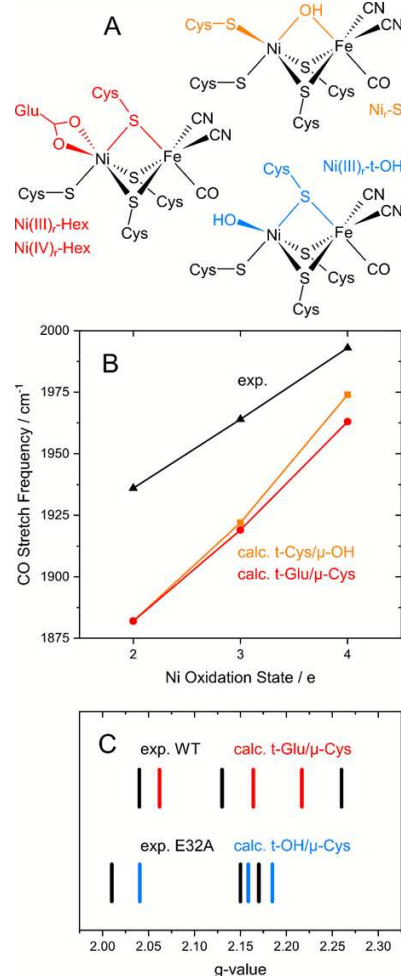 A
OH
Cys
S
CN
CN
Ni
Fe
Cys
S
S
S
CO
Cys
Cys
Ni_r-S
Glu
O
O
Cys
S
CN
CN
Ni
Fe
Cys
S
S
S
CO
Cys
Cys
Ni(III)_r-Hex
Ni(IV)_r-Hex
Ni(III)_r-t-OH
Cys
S
CN
CN
HO
Ni
Fe
Cys
S
S
S
CO
Cys
Cys
B
2000
1975
1950
1925
1900
1875
CO Stretch Frequency / cm⁻¹
exp.
calc. t-Cys/μ-OH
calc. t-Glu/μ-Cys
2 3 4
Ni Oxidation State / e
C
exp. WT calc. t-Glu/μ-Cys
exp. E32A calc. t-OH/μ-Cys
2.00 2.05 2.10 2.15 2.20 2.25 2.30
g-value